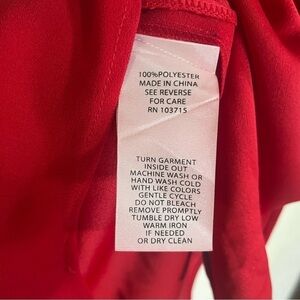 100%POLYESTER
MADE IN CHINA
SEE REVERSE
FOR CARE
RN 103715
TURN GARMENT
INSIDE OUT
MACHINE WASH OR
HAND WASH COLD
WITH LIKE COLORS
GENTLE CYCLE
DO NOT BLEACH
REMOVE PROMPTLY
TUMBLE DRY LOW
WARM IRON
IF NEEDED
OR DRY CLEAN